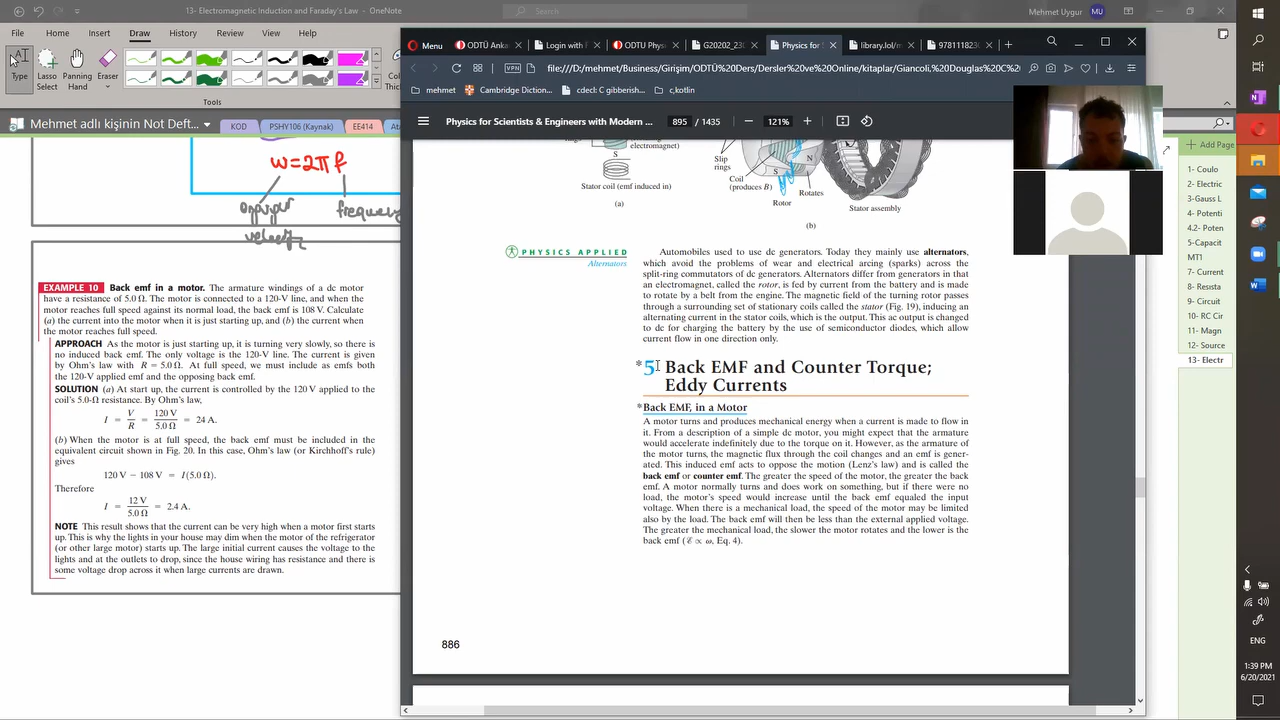 13- Electromagnetic Induction and Faraday's Law - OneNote
Search
Mehmet Uygur
MU
File
Home
Insert
Draw
History
Review
View
Help
Type
Lasso Select
Panning Hand
Eraser
Tools
Mehmet adlı kişinin Not Deft...
KOD
PSHY106 (Kaynak)
EE414
w=2πf
frequency
velocity
EXAMPLE 10 Back emf in a motor. The armature windings of a dc motor
have a resistance of 5.0 Ω. The motor is connected to a 120-V line, and when the
motor reaches full speed against its normal load, the back emf is 108 V. Calculate
(a) the current into the motor when it is just starting up, and (b) the current when
the motor reaches full speed.
APPROACH As the motor is just starting up, it is turning very slowly, so there is
no induced back emf. The only voltage is the 120-V line. The current is given
by Ohm's law with R = 5.0 Ω. At full speed, we must include as emfs both
the 120-V applied emf and the opposing back emf.
SOLUTION (a) At start up, the current is controlled by the 120 V applied to the
coil's 5.0-Ω resistance. By Ohm's law,
I = V/R = 120 V/5.0 Ω = 24 A.
(b) When the motor is at full speed, the back emf must be included in the
equivalent circuit shown in Fig. 20. In this case, Ohm's law (or Kirchhoff's rule)
gives
120 V − 108 V = I(5.0 Ω).
Therefore
I = 12 V/5.0 Ω = 2.4 A.
NOTE This result shows that the current can be very high when a motor first starts
up. This is why the lights in your house may dim when the motor of the refrigerator
(or other large motor) starts up. The large initial current causes the voltage to the
lights and at the outlets to drop, since the house wiring has resistance and there is
some voltage drop across it when large currents are drawn.
Menu
ODTÜ Anka
Login with
ODTU Physi
G20202_230
Physics for
library.lol/
9781118230
VPN
file:///D:/mehmet/Business/Girişim/ODTÜ%20Ders/Dersler%20ve%20Online/kitaplar/Giancoli,%20Douglas%20C%2
mehmet
Cambridge Diction...
cdecl: C gibberish...
c,kotlin
Physics for Scientists & Engineers with Modern ...
895 / 1435
121%
electromagnet)
S
Stator coil (emf induced in)
(a)
Slip rings
Coil (produces B)
S
N
Rotates
Rotor
Stator assembly
(b)
PHYSICS APPLIED
Alternators
Automobiles used to use dc generators. Today they mainly use alternators,
which avoid the problems of wear and electrical arcing (sparks) across the
split-ring commutators of dc generators. Alternators differ from generators in that
an electromagnet, called the rotor, is fed by current from the battery and is made
to rotate by a belt from the engine. The magnetic field of the turning rotor passes
through a surrounding set of stationary coils called the stator (Fig. 19), inducing an
alternating current in the stator coils, which is the output. This ac output is changed
to dc for charging the battery by the use of semiconductor diodes, which allow
current flow in one direction only.
*5 Back EMF and Counter Torque;
Eddy Currents
*Back EMF, in a Motor
A motor turns and produces mechanical energy when a current is made to flow in
it. From a description of a simple dc motor, you might expect that the armature
would accelerate indefinitely due to the torque on it. However, as the armature of
the motor turns, the magnetic flux through the coil changes and an emf is gener-
ated. This induced emf acts to oppose the motion (Lenz's law) and is called the
back emf or counter emf. The greater the speed of the motor, the greater the back
emf. A motor normally turns and does work on something, but if there were no
load, the motor's speed would increase until the back emf equaled the input
voltage. When there is a mechanical load, the speed of the motor may be limited
also by the load. The back emf will then be less than the external applied voltage.
The greater the mechanical load, the slower the motor rotates and the lower is the
back emf (ℰ ∝ ω, Eq. 4).
886
Add Page
1- Coulo
2- Electric
3-Gauss L
4- Potenti
4.2- Poten
5-Capacit
MT1
7- Current
8- Resista
9- Circuit
10- RC Cir
11- Magn
12- Source
13- Electr
ENG
1:39 PM
6/20/2021